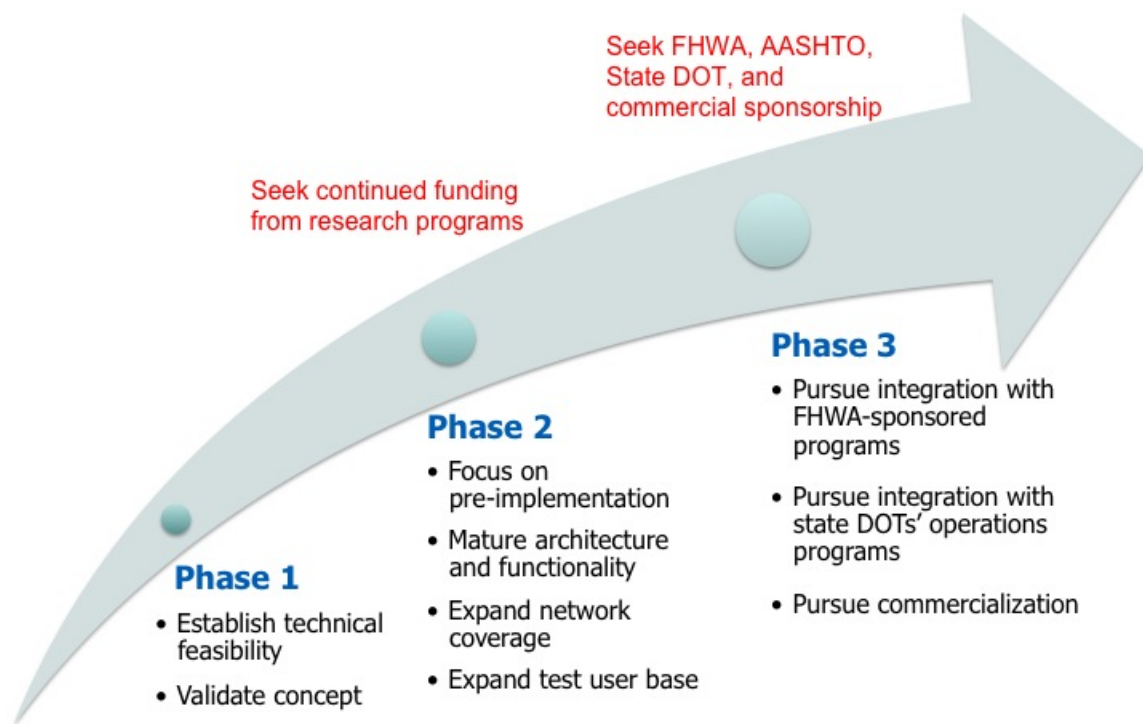 Seek FHWA, AASHTO,
State DOT, and
commercial sponsorship
Seek continued funding
from research programs
Phase 1
• Establish technical
feasibility
• Validate concept
Phase 2
• Focus on
pre-implementation
• Mature architecture
and functionality
• Expand network
coverage
• Expand test user base
Phase 3
• Pursue integration with
FHWA-sponsored
programs
• Pursue integration with
state DOTs’ operations
programs
• Pursue commercialization